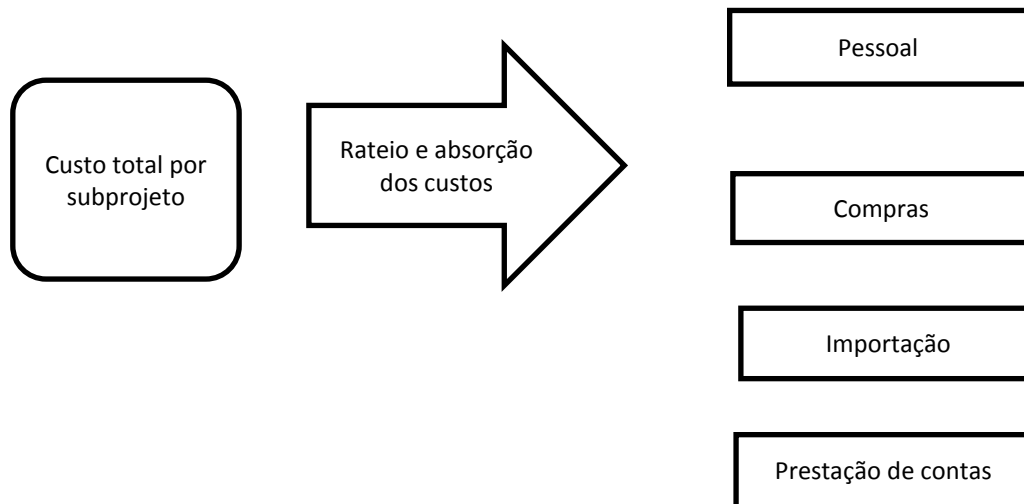 Custo total por
subprojeto
Rateio e absorção
dos custos
Pessoal
Compras
Importação
Prestação de contas